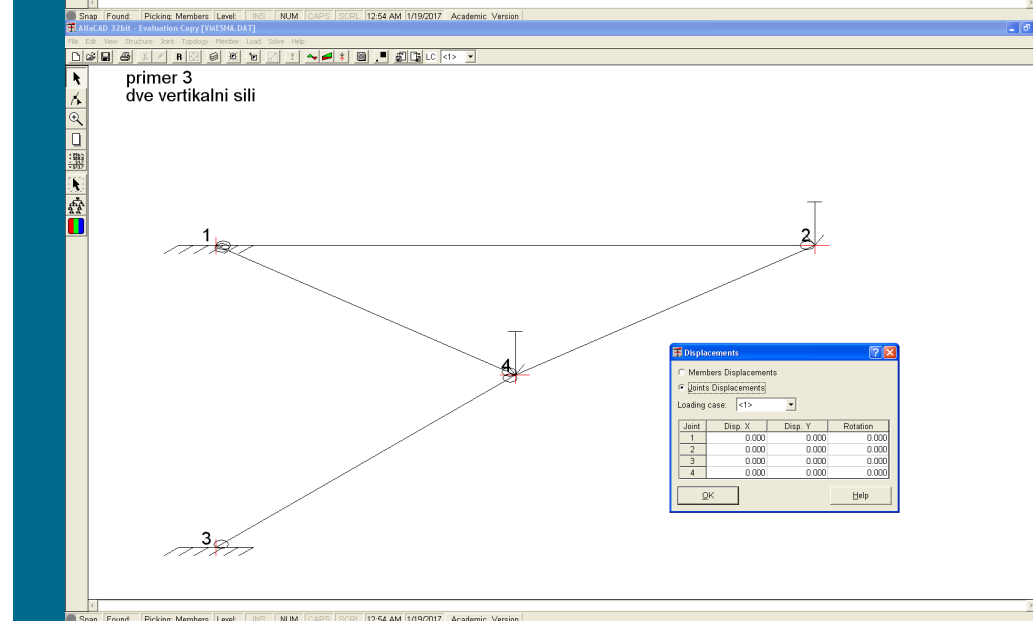 Snap Found: Picking: Members Level: INS NUM CAPS SCRL 12:54 AM 1/19/2017 Academic Version
AlfaCAD 32bit - Evaluation Copy [VMESNA.DAT]
File Edit View Structure Joint Topology Member Load Solve Help
R LC <1>
primer 3
dve vertikalni sili
1
2
4
3
Displacements
Members Displacements
Joints Displacements
Loading case: <1>
Joint Disp. X Disp. Y Rotation
1 0.000 0.000 0.000
2 0.000 0.000 0.000
3 0.000 0.000 0.000
4 0.000 0.000 0.000
OK Help
Snap Found: Picking: Members Level: INS NUM CAPS SCRL 12:54 AM 1/19/2017 Academic Version